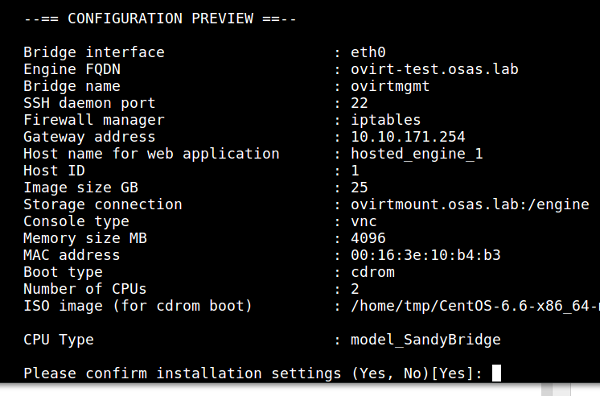 --== CONFIGURATION PREVIEW ==--
Bridge interface : eth0
Engine FQDN : ovirt-test.osas.lab
Bridge name : ovirtmgmt
SSH daemon port : 22
Firewall manager : iptables
Gateway address : 10.10.171.254
Host name for web application : hosted_engine_1
Host ID : 1
Image size GB : 25
Storage connection : ovirtmount.osas.lab:/engine
Console type : vnc
Memory size MB : 4096
MAC address : 00:16:3e:10:b4:b3
Boot type : cdrom
Number of CPUs : 2
ISO image (for cdrom boot) : /home/tmp/CentOS-6.6-x86_64-
CPU Type : model_SandyBridge
Please confirm installation settings (Yes, No)[Yes]: